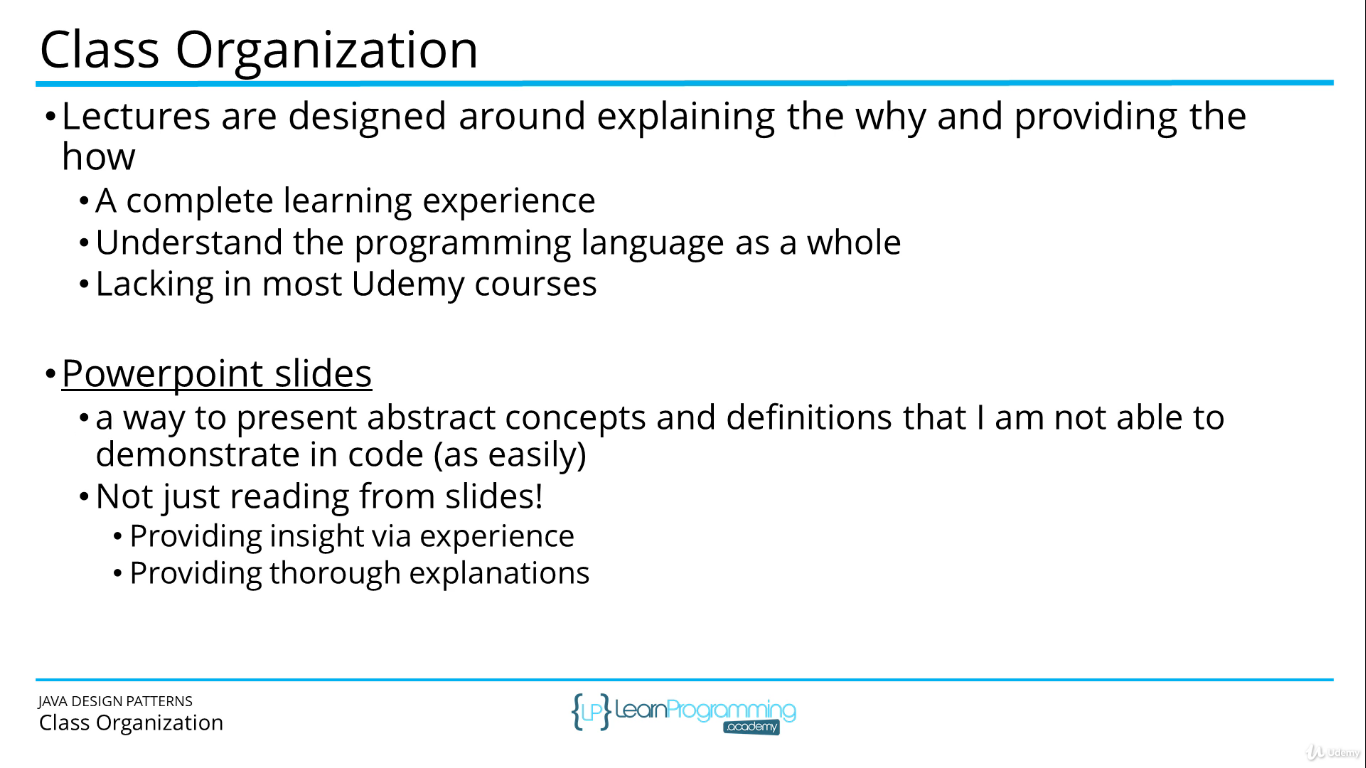 Class Organization
•Lectures are designed around explaining the why and providing the
how
•A complete learning experience
•Understand the programming language as a whole
•Lacking in most Udemy courses
•Powerpoint slides
•a way to present abstract concepts and definitions that I am not able to
demonstrate in code (as easily)
•Not just reading from slides!
•Providing insight via experience
•Providing thorough explanations
JAVA DESIGN PATTERNS
Class Organization
{LP} LearnProgramming
.academy
Udemy